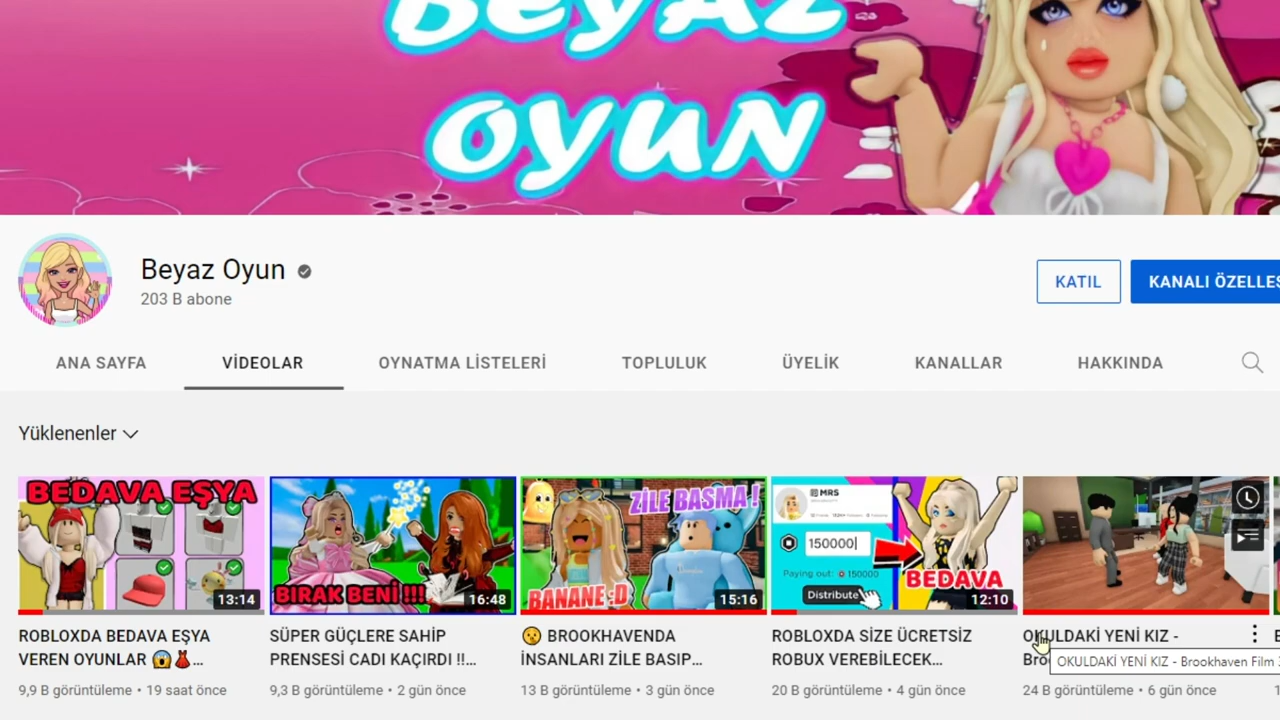 BEYAZ
OYUN
Beyaz Oyun
203 B abone
KATIL
KANALI ÖZELLEŞ
ANA SAYFA
VİDEOLAR
OYNATMA LİSTELERİ
TOPLULUK
ÜYELİK
KANALLAR
HAKKINDA
Yüklenenler
BEDAVA EŞYA
13:14
BIRAK BENİ !!!
16:48
ZİLE BASMA !
BANANE :D
15:16
MRS
150000
Paying out: 150000
Distribute
BEDAVA
12:10
ROBLOXDA BEDAVA EŞYA
VEREN OYUNLAR 😱👗...
9,9 B görüntüleme • 19 saat önce
SÜPER GÜÇLERE SAHİP
PRENSESİ CADI KAÇIRDI !!...
9,3 B görüntüleme • 2 gün önce
😮 BROOKHAVENDA
İNSANLARI ZİLE BASIP...
13 B görüntüleme • 3 gün önce
ROBLOXDA SİZE ÜCRETSİZ
ROBUX VEREBİLECEK...
20 B görüntüleme • 4 gün önce
OKULDAKİ YENİ KIZ -
Bro
OKULDAKİ YENİ KIZ - Brookhaven Film
24 B görüntüleme • 6 gün önce